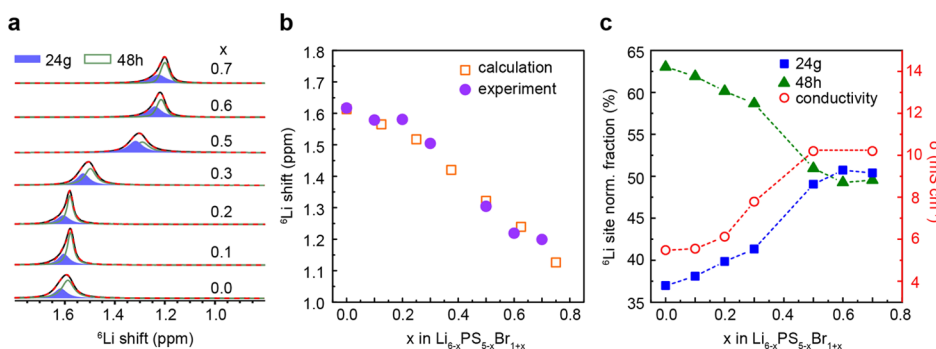 a
24g 48h x
0.7
0.6
0.5
0.3
0.2
0.1
0.0
1.6 1.4 1.2 1.0
⁶Li shift (ppm)
b
1.8
1.7
1.6
1.5
1.4
1.3
1.2
1.1
1.0
⁶Li shift (ppm)
calculation
experiment
0.0 0.2 0.4 0.6 0.8
x in Li₆₋ₓPS₅₋ₓBr₁₊ₓ
c
65
60
55
50
45
40
35
⁶Li site norm. fraction (%)
24g
48h
conductivity
14
12
10
8
6
4
σ (mS cm⁻¹)
0.0 0.2 0.4 0.6 0.8
x in Li₆₋ₓPS₅₋ₓBr₁₊ₓ